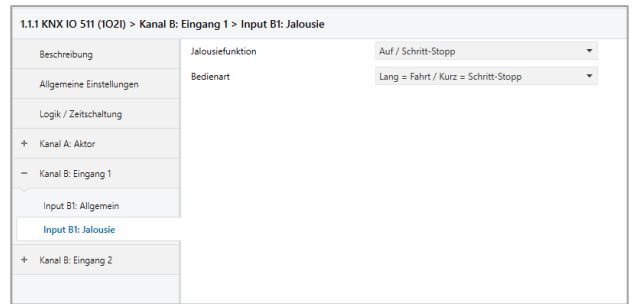 1.1.1 KNX IO 511 (1O2I) > Kanal B: Eingang 1 > Input B1: Jalousie
Beschreibung
Allgemeine Einstellungen
Logik / Zeitschaltung
+ Kanal A: Aktor
− Kanal B: Eingang 1
Input B1: Allgemein
Input B1: Jalousie
+ Kanal B: Eingang 2
Jalousiefunktion Auf / Schritt-Stopp
Bedienart Lang = Fahrt / Kurz = Schritt-Stopp